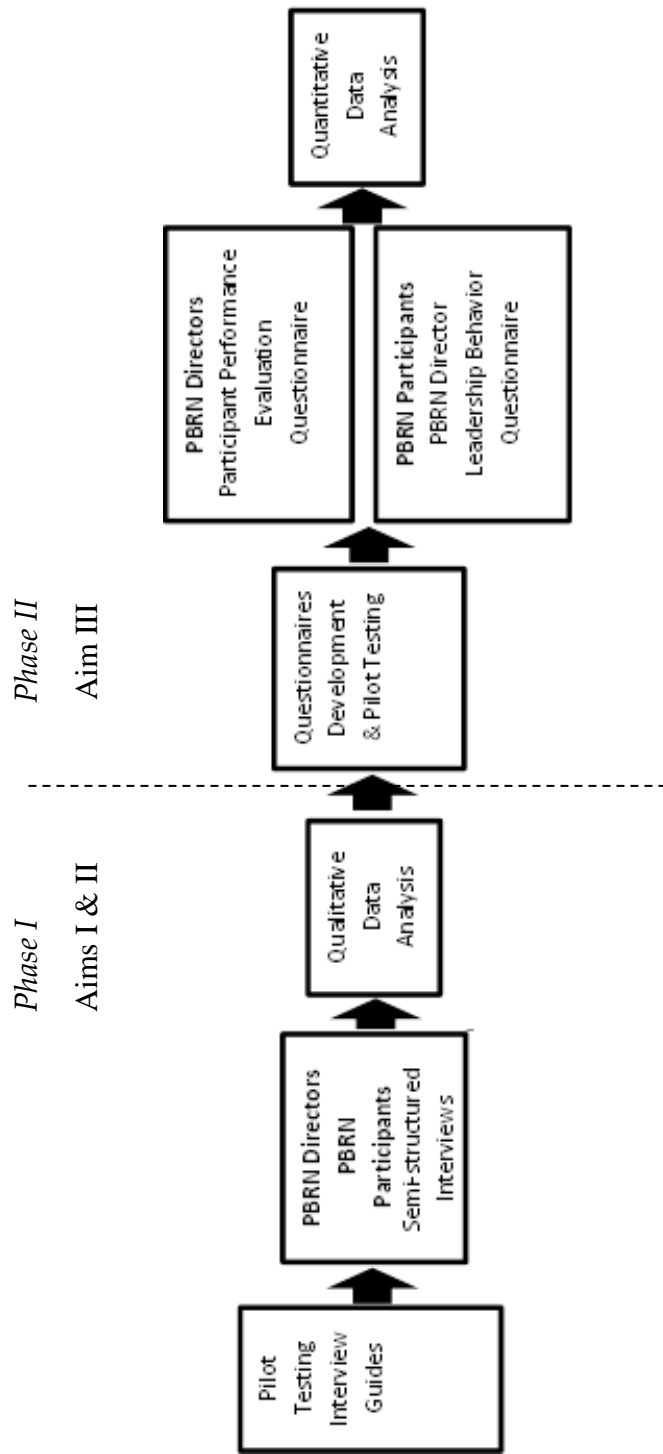 Phase I
Aims I & II
Phase II
Aim III
Pilot
Testing
Interview
Guides
PBRN Directors
PBRN
Participants
Semi-structured
Interviews
Qualitative
Data
Analysis
Questionnaires
Development
& Pilot Testing
PBRN Directors
Participant Performance
Evaluation
Questionnaire
PBRN Participants
PBRN Director
Leadership Behavior
Questionnaire
Quantitative
Data
Analysis